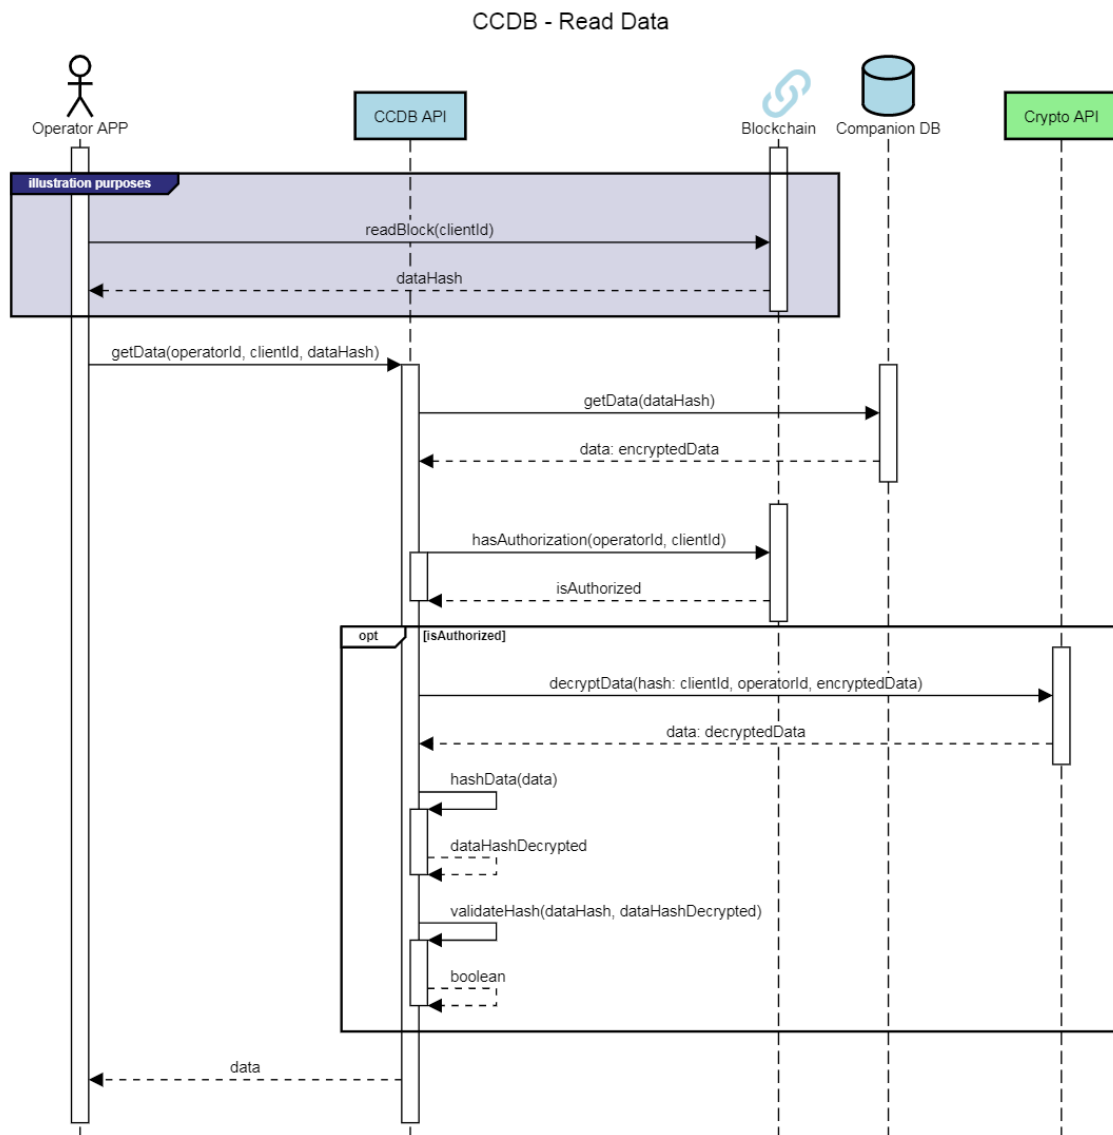 CCDB - Read Data
Operator APP
CCDB API
Blockchain
Companion DB
Crypto API
illustration purposes
readBlock(clientId)
dataHash
getData(operatorId, clientId, dataHash)
getData(dataHash)
data: encryptedData
hasAuthorization(operatorId, clientId)
isAuthorized
opt
[isAuthorized]
decryptData(hash: clientId, operatorId, encryptedData)
data: decryptedData
hashData(data)
dataHashDecrypted
validateHash(dataHash, dataHashDecrypted)
boolean
data